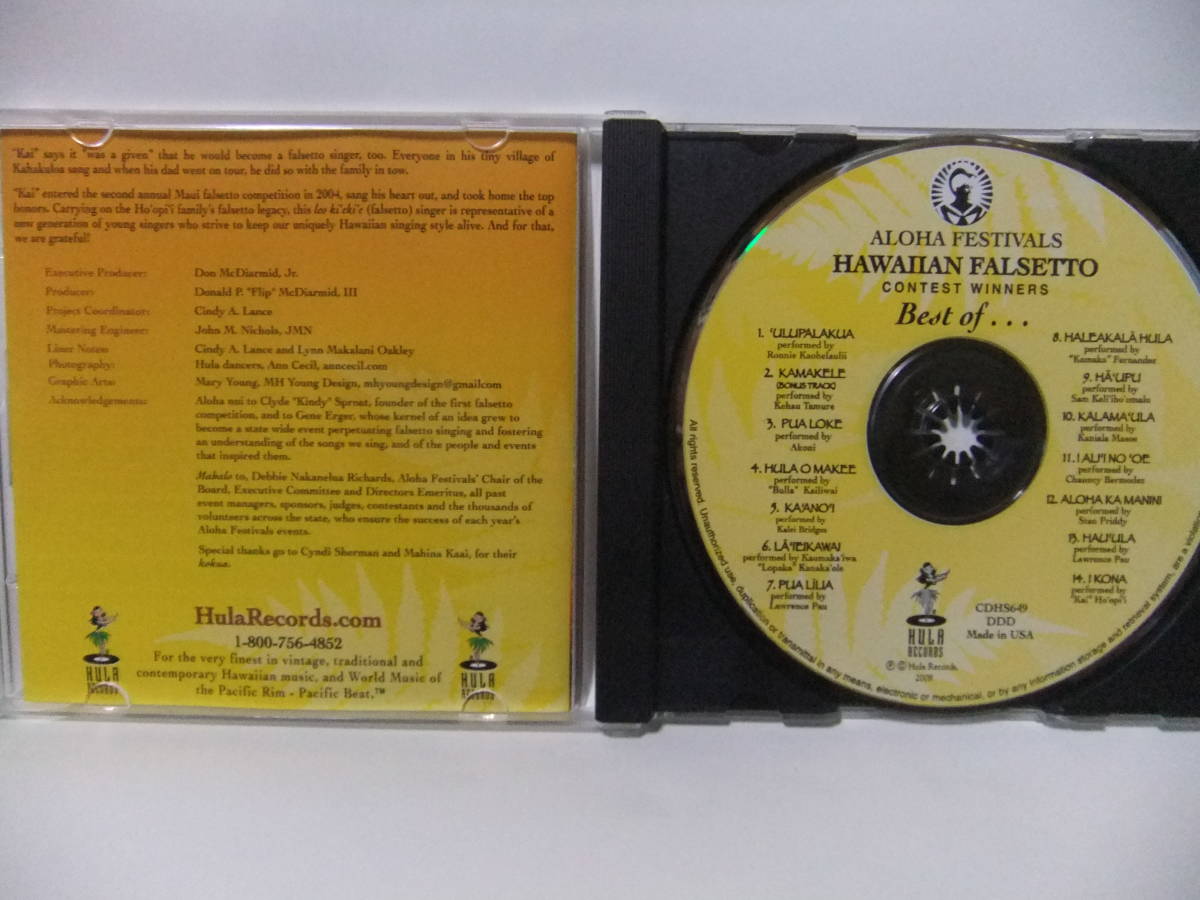 "Kai" says it "was a given" that he would become a falsetto singer, too. Everyone in his tiny village of
Kahakuloa sang and when his dad went on tour, he did so with the family in tow.
"Kai" entered the second annual Maui falsetto competition in 2004, sang his heart out, and took home the top
honors. Carrying on the Ho'opi'i family's falsetto legacy, this leo ki'eki'e (falsetto) singer is representative of a
new generation of young singers who strive to keep our uniquely Hawaiian singing style alive. And for that,
we are grateful!
Executive Producer: Don McDiarmid, Jr.
Producer: Donald P. "Flip" McDiarmid, III
Project Coordinator: Cindy A. Lance
Mastering Engineer: John M. Nichols, JMN
Liner Notes: Cindy A. Lance and Lynn Makalani Oakley
Photography: Hula dancers, Ann Cecil, anncecil.com
Graphic Arts: Mary Young, MH Young Design, mhyoungdesign@gmailcom
Acknowledgements: Aloha nui to Clyde "Kindy" Sproat, founder of the first falsetto
competition, and to Gene Erger, whose kernel of an idea grew to
become a state wide event perpetuating falsetto singing and fostering
an understanding of the songs we sing, and of the people and events
that inspired them.
Mahalo to, Debbie Nakanelua Richards, Aloha Festivals' Chair of the
Board, Executive Committee and Directors Emeritus, all past
event managers, sponsors, judges, contestants and the thousands of
volunteers across the state, who ensure the success of each year's
Aloha Festivals events.
Special thanks go to Cyndi Sherman and Mahina Kaai, for their
kokua.
HulaRecords.com
1-800-756-4852
For the very finest in vintage, traditional and
contemporary Hawaiian music, and World Music of
the Pacific Rim - Pacific Beat,™
HULA
RECORDS
HULA
RECORDS
ALOHA FESTIVALS
HAWAIIAN FALSETTO
CONTEST WINNERS
Best of . . .
1. 'ULUPALAKUA
performed by
Ronnie Kaohelaulii
2. KAMAKELE
(BONUS TRACK)
performed by
Kehau Tamure
3. PUA LOKE
performed by
Akoni
4. HULA O MAKEE
performed by
"Bulla" Kailiwai
5. KA'ANO'I
performed by
Kalei Bridges
6. LĀ'IEIKAWAI
performed by Kaumaka'iwa
"Lopaka" Kanaka'ole
7. PUA LILIA
performed by
Lawrence Pau
8. HALEAKALĀ HULA
performed by
"Kamaka" Fernandez
9. HĀ'UPU
performed by
Sam Keli'iho'omalu
10. KALAMA'ULA
performed by
Kaniala Masoe
11. I ALI'I NO 'OE
performed by
Chauncy Bermodes
12. ALOHA KA MANINI
performed by
Stan Priddy
13. HAU'ULA
performed by
Lawrence Pau
14. I KONA
performed by
"Kai" Ho'opi'i
HULA
RECORDS
℗ © Hula Records
2008
CDHS-649
DDD
Made in USA
All rights reserved. Unauthorized use, duplication or transmittal in any means, electronic or mechanical, or by any information storage and retrieval system, are a